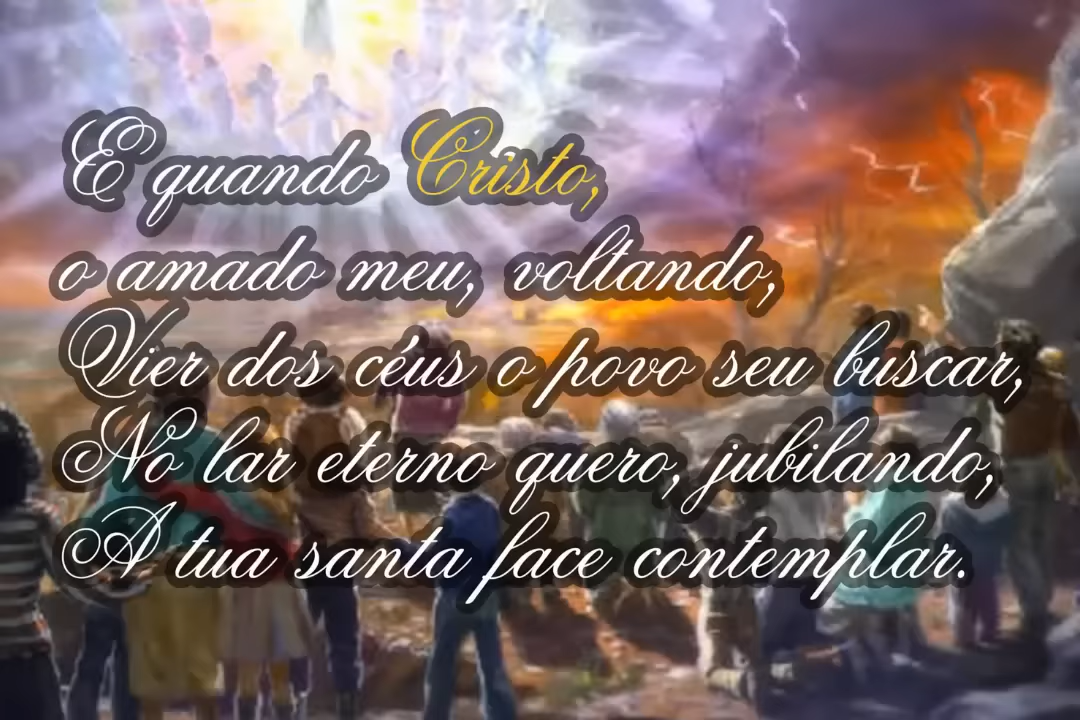 E quando Cristo,
o amado meu, voltando,
Vier dos céus o povo seu buscar,
No lar eterno quero, jubilando,
A tua santa face contemplar.